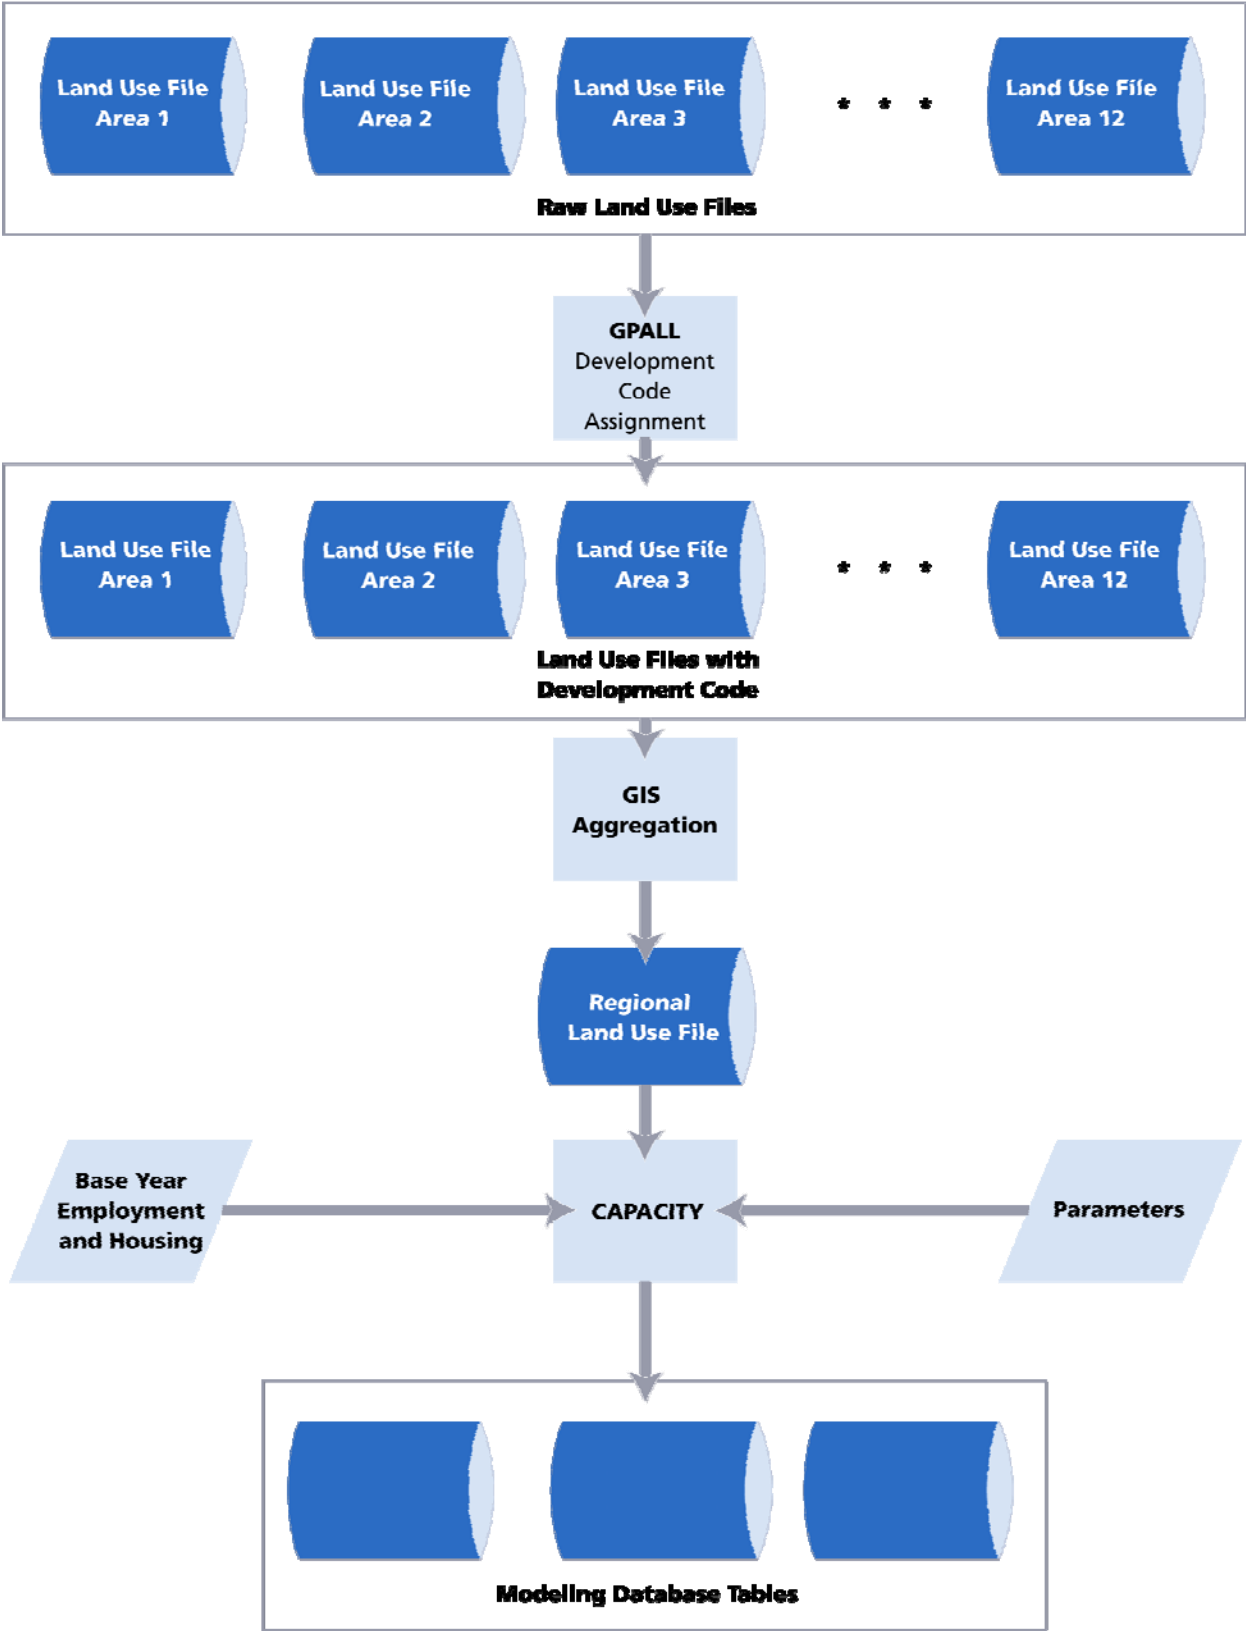 Land Use File
Area 1
Land Use File
Area 2
Land Use File
Area 3
* * *
Land Use File
Area 12
Raw Land Use Files
GPALL
Development
Code
Assignment
Land Use File
Area 1
Land Use File
Area 2
Land Use File
Area 3
* * *
Land Use File
Area 12
Land Use Files with
Development Code
GIS
Aggregation
Regional
Land Use File
Base Year
Employment
and Housing
CAPACITY
Parameters
Modeling Database Tables